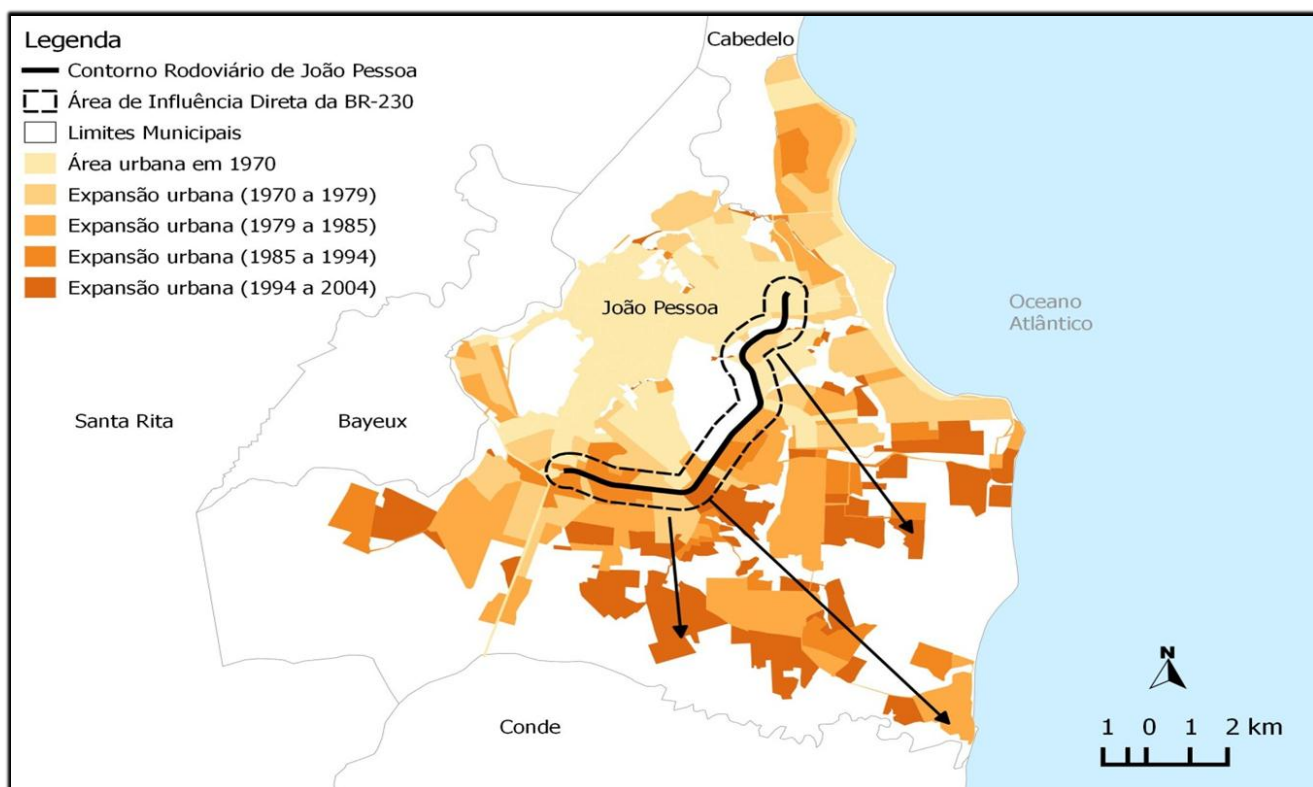 Legenda
Contorno Rodoviário de João Pessoa
Área de Influência Direta da BR-230
Limites Municipais
Área urbana em 1970
Expansão urbana (1970 a 1979)
Expansão urbana (1979 a 1985)
Expansão urbana (1985 a 1994)
Expansão urbana (1994 a 2004)
Cabedelo
João Pessoa
Oceano
Atlântico
Santa Rita
Bayeux
Conde
N
1 0 1 2 km